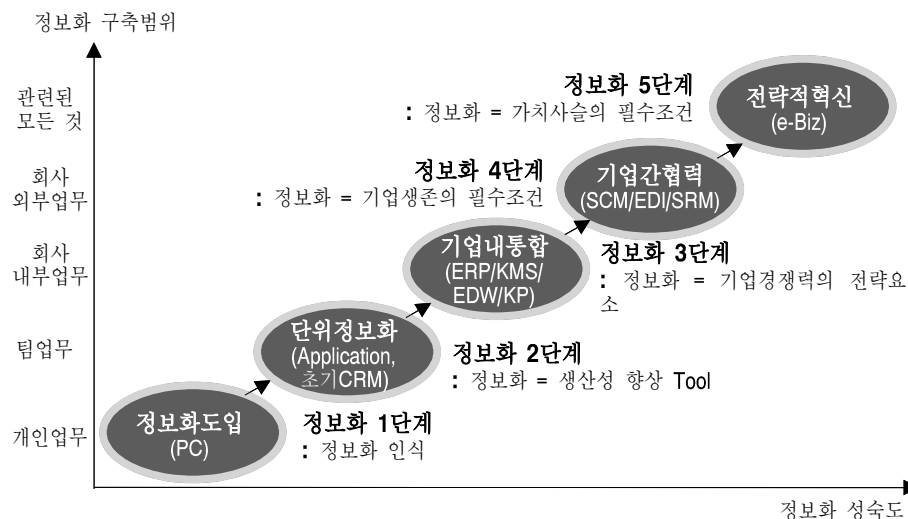 정보화 구축범위
관련된
모든 것
회사
외부업무
회사
내부업무
팀업무
개인업무
정보화 5단계
: 정보화 = 가치사슬의 필수조건
전략적혁신
(e-Biz)
정보화 4단계
: 정보화 = 기업생존의 필수조건
기업간협력
(SCM/EDI/SRM)
기업내통합
(ERP/KMS/
EDW/KP)
정보화 3단계
: 정보화 = 기업경쟁력의 전략요
소
단위정보화
(Application,
초기CRM)
정보화 2단계
: 정보화 = 생산성 향상 Tool
정보화도입
(PC)
정보화 1단계
: 정보화 인식
정보화 성숙도